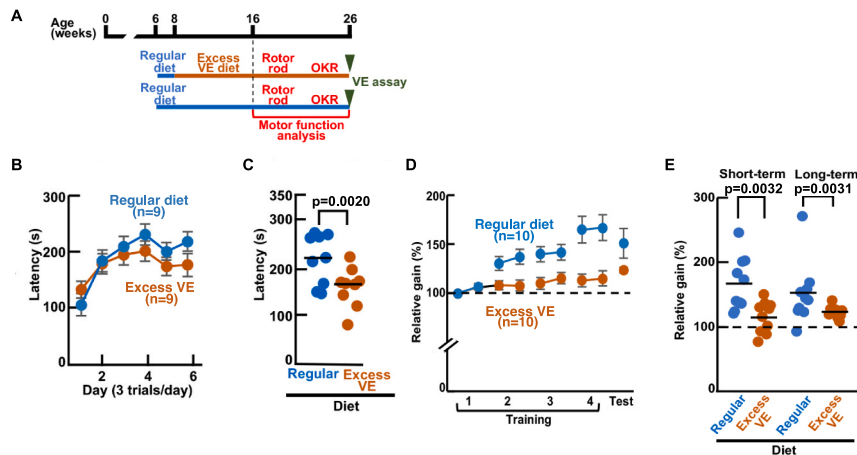 A
Age
(weeks)
0 6 8 16 26
Regular
diet
Excess
VE diet
Rotor
rod
OKR
VE assay
Regular
diet
Rotor
rod
OKR
Motor function
analysis
B
Latency (s)
300
200
100
0
Regular diet
(n=9)
Excess VE
(n=9)
2 4 6
Day (3 trials/day)
C
Latency (s)
350
300
200
100
0
p=0.0020
Regular
Excess
VE
Diet
D
Relative gain (%)
200
150
100
0
Regular diet
(n=10)
Excess VE
(n=10)
1 2 3 4 Test
Training
E
Short-term
p=0.0032
Long-term
p=0.0031
Relative gain (%)
300
200
100
0
Regular
Excess
VE
Regular
Excess
VE
Diet